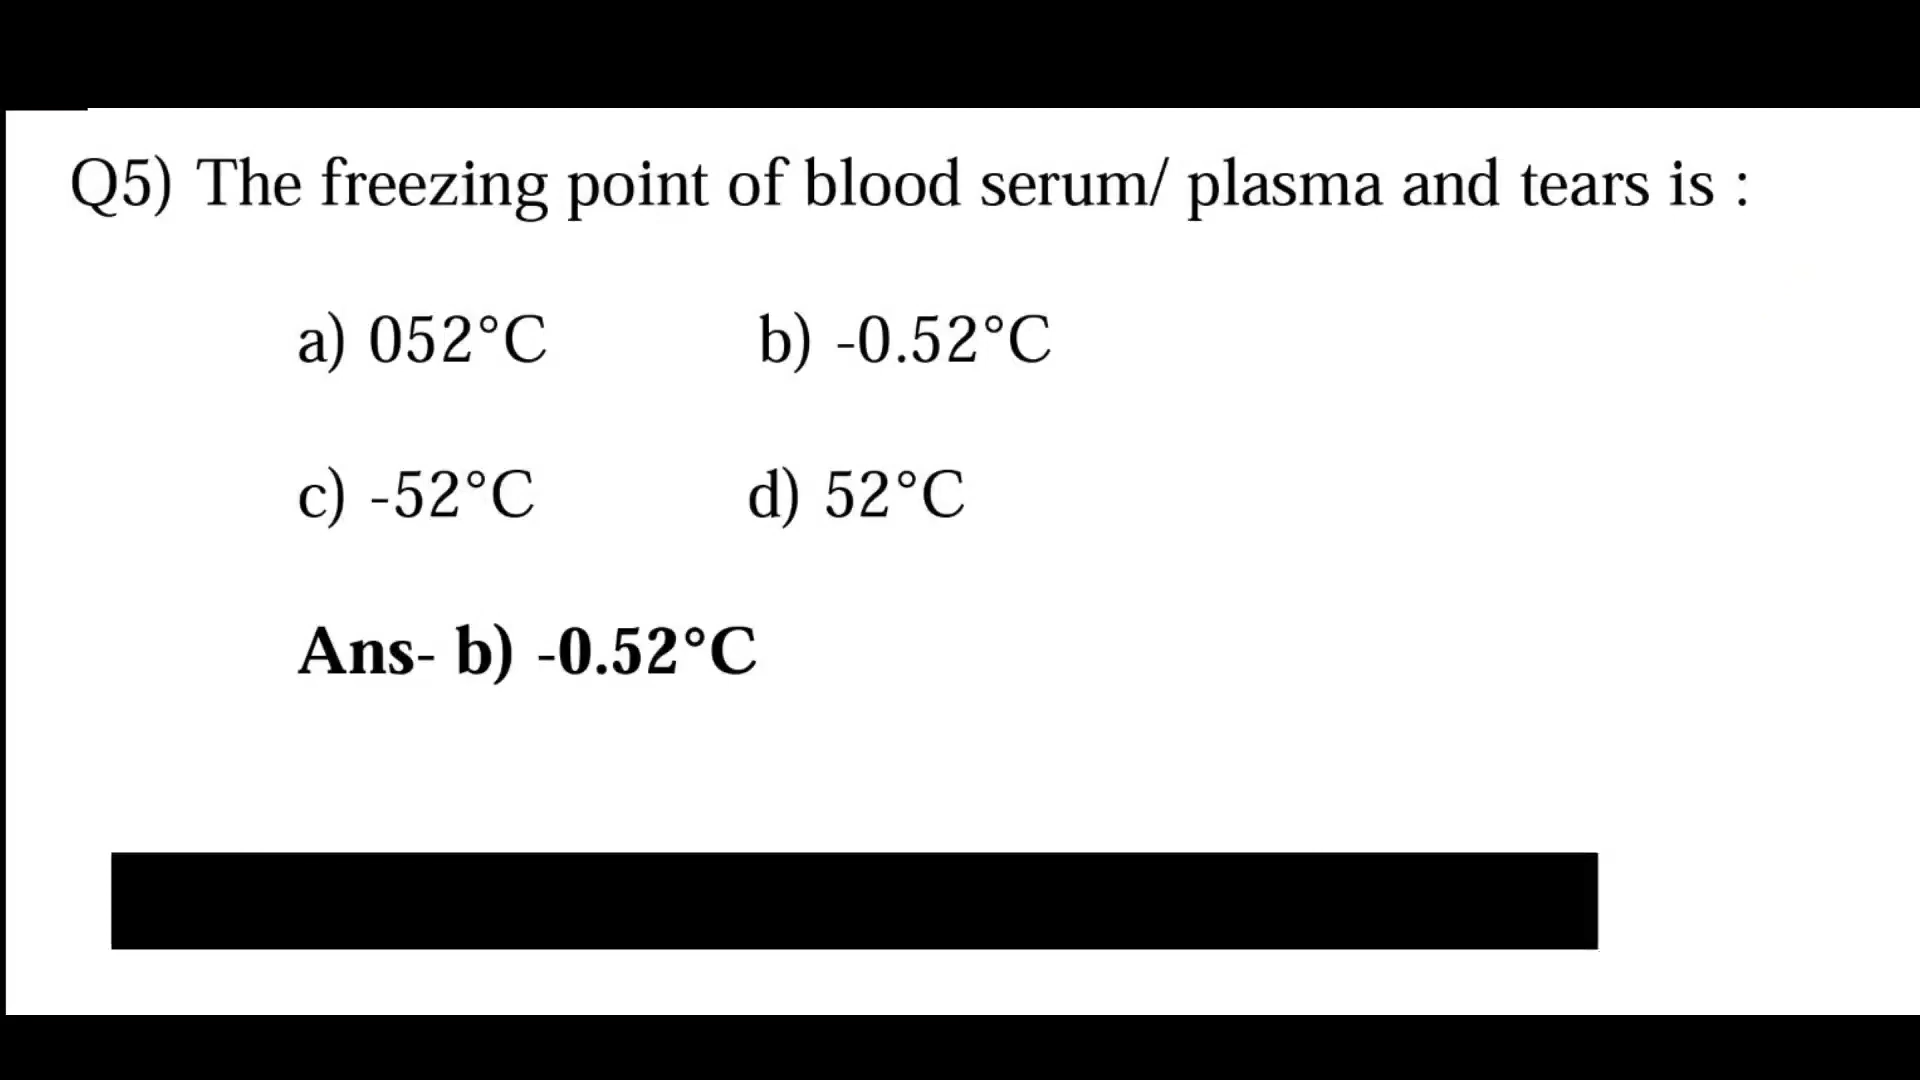 Q5) The freezing point of blood serum/ plasma and tears is :
a) 052°C b) -0.52°C
c) -52°C d) 52°C
Ans- b) -0.52°C